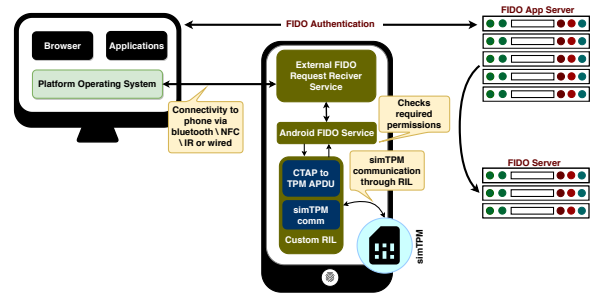 FIDO Authentication
FIDO App Server
Browser
Applications
Platform Operating System
Connectivity to
phone via
bluetooth \ NFC
\ IR or wired
External FIDO
Request Reciver
Service
Checks
required
permissions
Android FIDO Service
simTPM
communication
through RIL
CTAP to
TPM APDU
simTPM
comm
Custom RIL
simTPM
FIDO Server